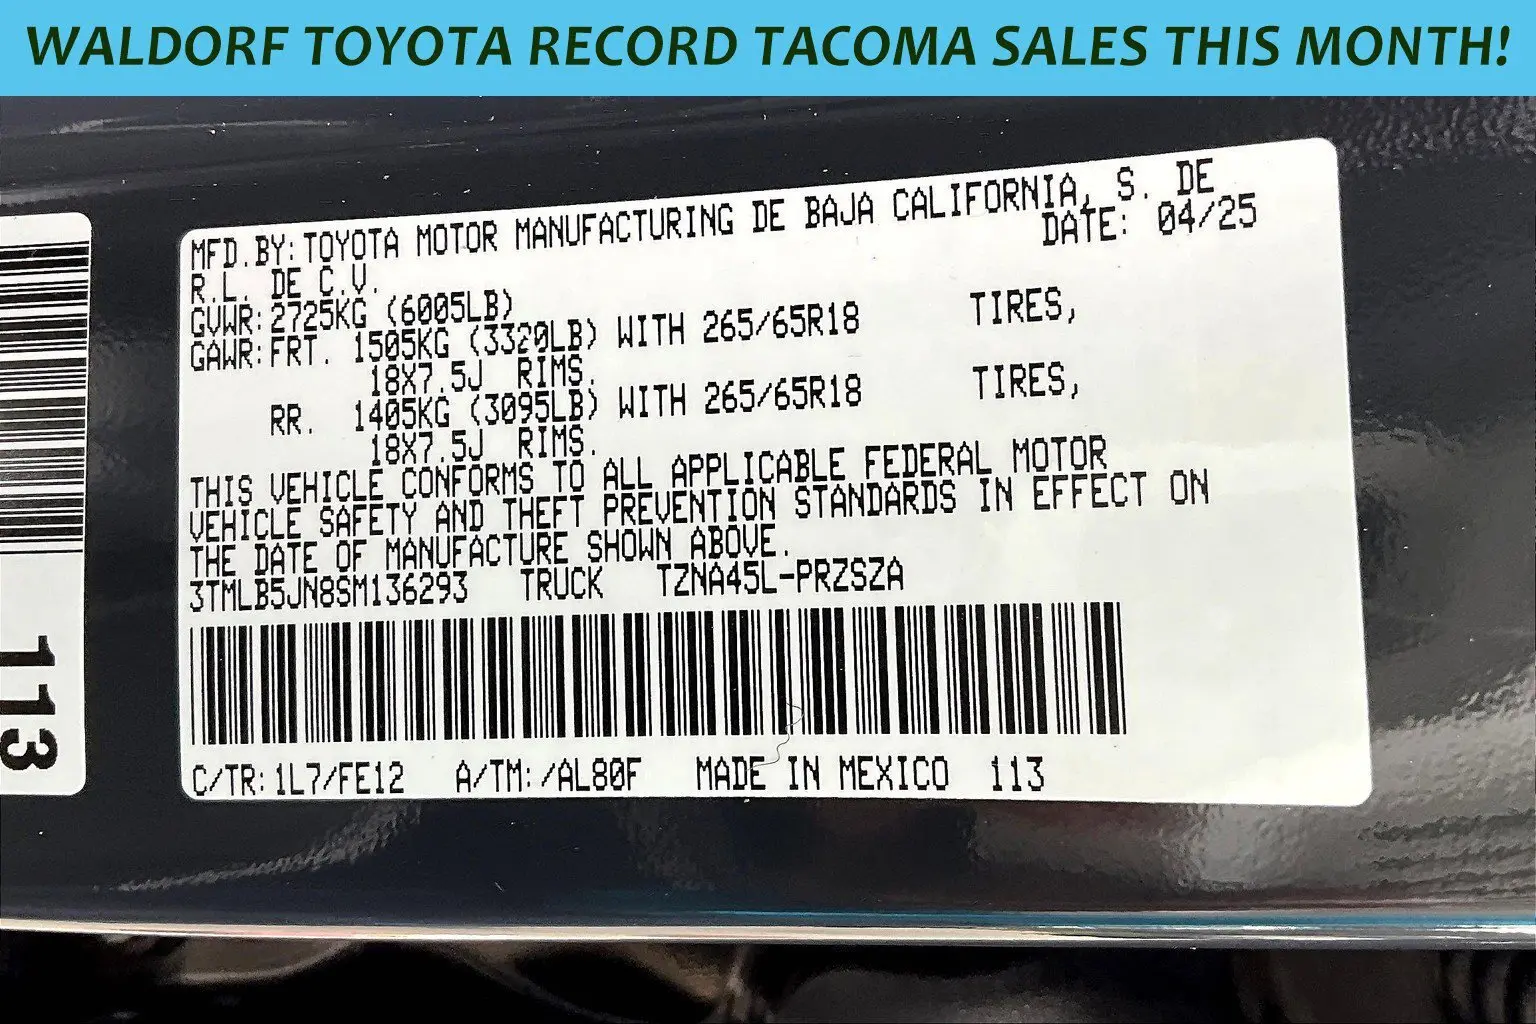 WALDORF TOYOTA RECORD TACOMA SALES THIS MONTH!
MFD.BY:TOYOTA MOTOR MANUFACTURING DE BAJA CALIFORNIA, S. DE
R.L. DE C.V. DATE: 04/25
GVWR:2725KG (6005LB)
GAWR:FRT. 1505KG (3320LB) WITH 265/65R18 TIRES,
18X7.5J RIMS.
RR. 1405KG (3095LB) WITH 265/65R18 TIRES,
18X7.5J RIMS.
THIS VEHICLE CONFORMS TO ALL APPLICABLE FEDERAL MOTOR
VEHICLE SAFETY AND THEFT PREVENTION STANDARDS IN EFFECT ON
THE DATE OF MANUFACTURE SHOWN ABOVE.
3TMLB5JN8SM136293 TRUCK TZNA45L-PRZSZA
C/TR:1L7/FE12 A/TM:/AL80F MADE IN MEXICO 113
113